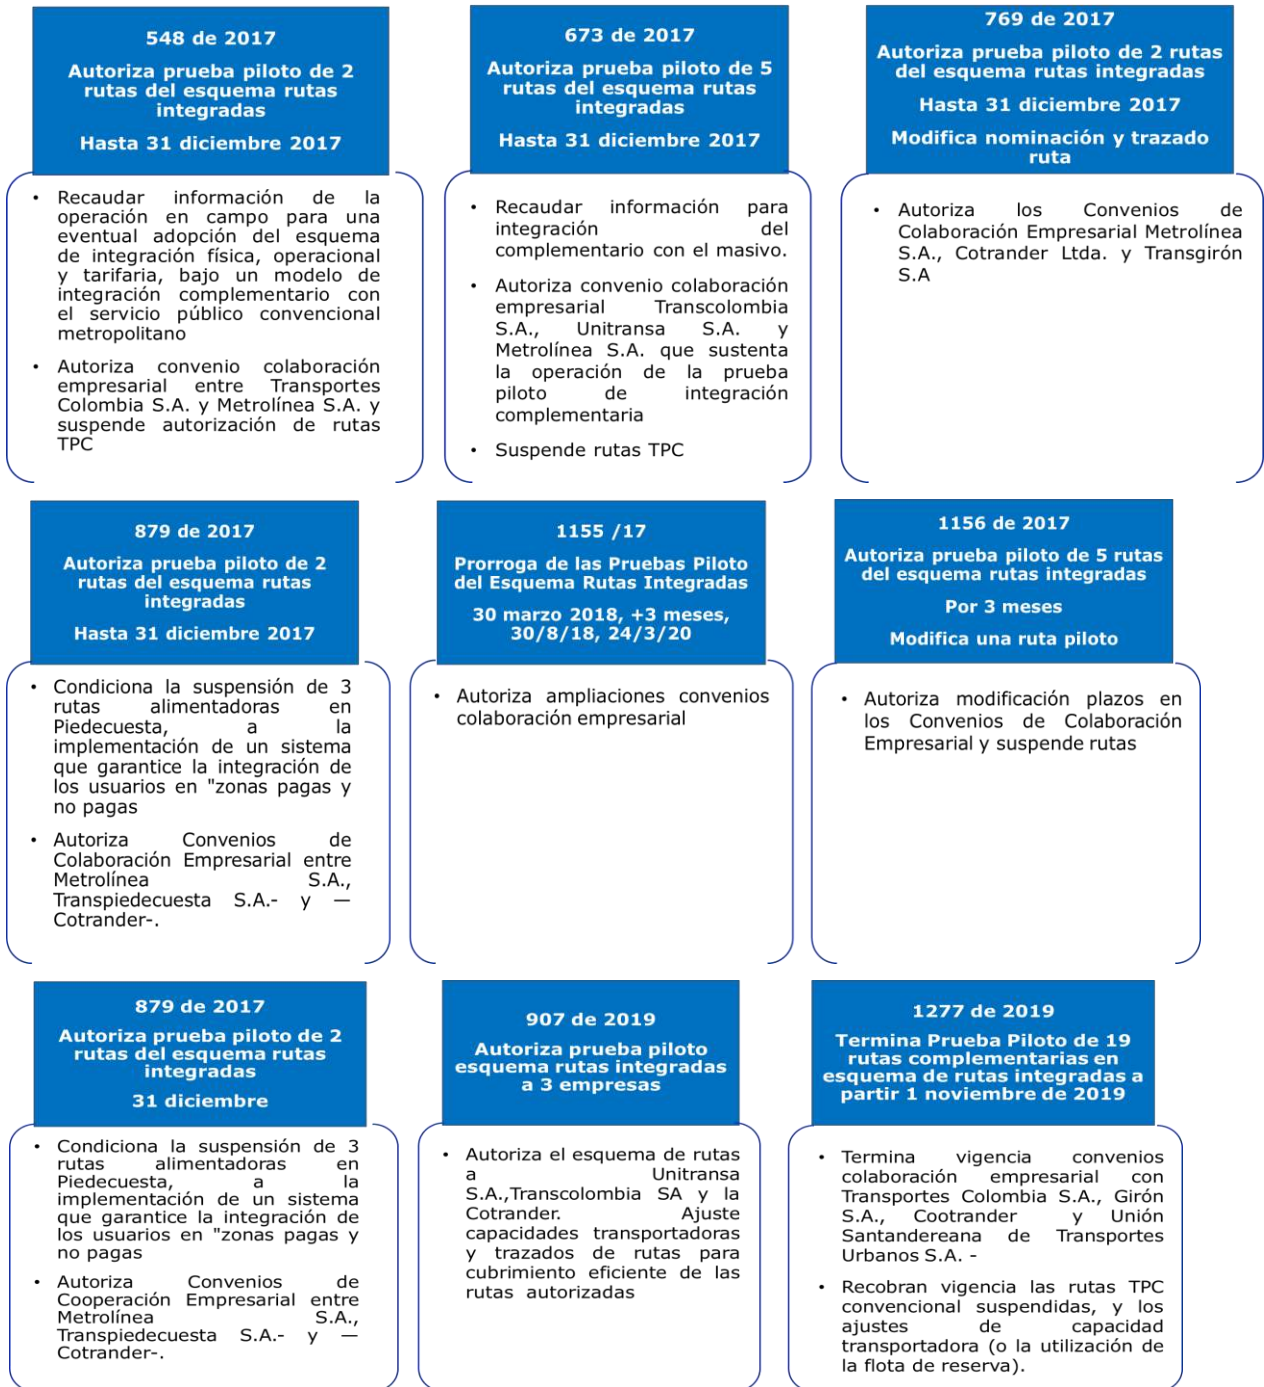 548 de 2017
Autoriza prueba piloto de 2
rutas del esquema rutas
integradas
Hasta 31 diciembre 2017
• Recaudar información de la
operación en campo para una
eventual adopción del esquema
de integración física, operacional
y tarifaria, bajo un modelo de
integración complementario con
el servicio público convencional
metropolitano
• Autoriza convenio colaboración
empresarial entre Transportes
Colombia S.A. y Metrolínea S.A. y
suspende autorización de rutas
TPC
673 de 2017
Autoriza prueba piloto de 5
rutas del esquema rutas
integradas
Hasta 31 diciembre 2017
• Recaudar información para
integración del
complementario con el masivo.
• Autoriza convenio colaboración
empresarial Transcolombia
S.A., Unitransa S.A. y
Metrolínea S.A. que sustenta
la operación de la prueba
piloto de integración
complementaria
• Suspende rutas TPC
769 de 2017
Autoriza prueba piloto de 2 rutas
del esquema rutas integradas
Hasta 31 diciembre 2017
Modifica nominación y trazado
ruta
• Autoriza los Convenios de
Colaboración Empresarial Metrolínea
S.A., Cotrander Ltda. y Transgirón
S.A
879 de 2017
Autoriza prueba piloto de 2
rutas del esquema rutas
integradas
Hasta 31 diciembre 2017
• Condiciona la suspensión de 3
rutas alimentadoras en
Piedecuesta, a la
implementación de un sistema
que garantice la integración de
los usuarios en "zonas pagas y
no pagas
• Autoriza Convenios de
Colaboración Empresarial entre
Metrolínea S.A.,
Transpiedecuesta S.A.- y —
Cotrander-.
1155 /17
Prorroga de las Pruebas Piloto
del Esquema Rutas Integradas
30 marzo 2018, +3 meses,
30/8/18, 24/3/20
• Autoriza ampliaciones convenios
colaboración empresarial
1156 de 2017
Autoriza prueba piloto de 5 rutas
del esquema rutas integradas
Por 3 meses
Modifica una ruta piloto
• Autoriza modificación plazos en
los Convenios de Colaboración
Empresarial y suspende rutas
879 de 2017
Autoriza prueba piloto de 2
rutas del esquema rutas
integradas
31 diciembre
• Condiciona la suspensión de 3
rutas alimentadoras en
Piedecuesta, a la
implementación de un sistema
que garantice la integración de
los usuarios en "zonas pagas y
no pagas
• Autoriza Convenios de
Cooperación Empresarial entre
Metrolínea S.A.,
Transpiedecuesta S.A.- y —
Cotrander-.
907 de 2019
Autoriza prueba piloto
esquema rutas integradas
a 3 empresas
• Autoriza el esquema de rutas
a Unitransa
S.A.,Transcolombia SA y la
Cotrander. Ajuste
capacidades transportadoras
y trazados de rutas para
cubrimiento eficiente de las
rutas autorizadas
1277 de 2019
Termina Prueba Piloto de 19
rutas complementarias en
esquema de rutas integradas a
partir 1 noviembre de 2019
• Termina vigencia convenios
colaboración empresarial con
Transportes Colombia S.A., Girón
S.A., Cootrander y Unión
Santandereana de Transportes
Urbanos S.A. -
• Recobran vigencia las rutas TPC
convencional suspendidas, y los
ajustes de capacidad
transportadora (o la utilización de
la flota de reserva).